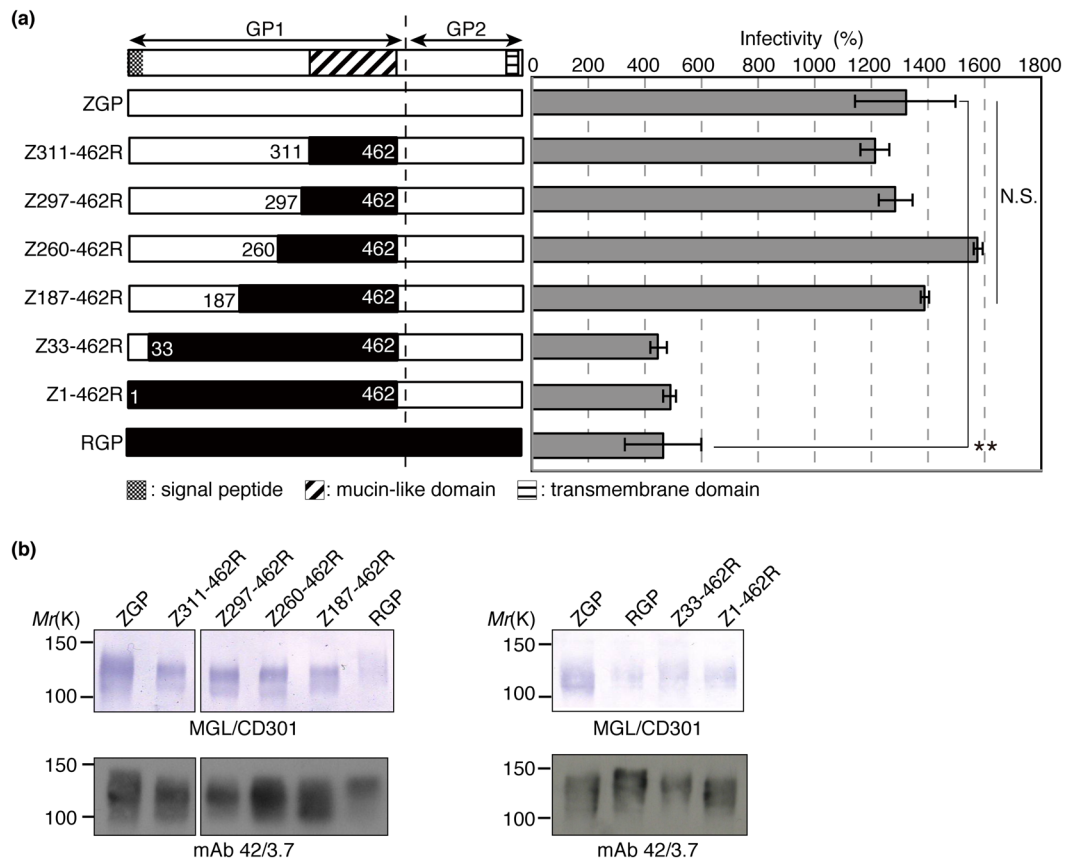 (a)
GP1 GP2
Infectivity (%)
0 200 400 600 800 1000 1200 1400 1600 1800
ZGP
Z311-462R 311 462
Z297-462R 297 462
N.S.
Z260-462R 260 462
Z187-462R 187 462
Z33-462R 33 462
Z1-462R 1 462
RGP
**
: signal peptide : mucin-like domain : transmembrane domain
(b)
Mr(K) ZGP Z311-462R Z297-462R Z260-462R Z187-462R RGP
150
100
MGL/CD301
150
100
mAb 42/3.7
Mr(K) ZGP RGP Z33-462R Z1-462R
150
100
MGL/CD301
150
100
mAb 42/3.7